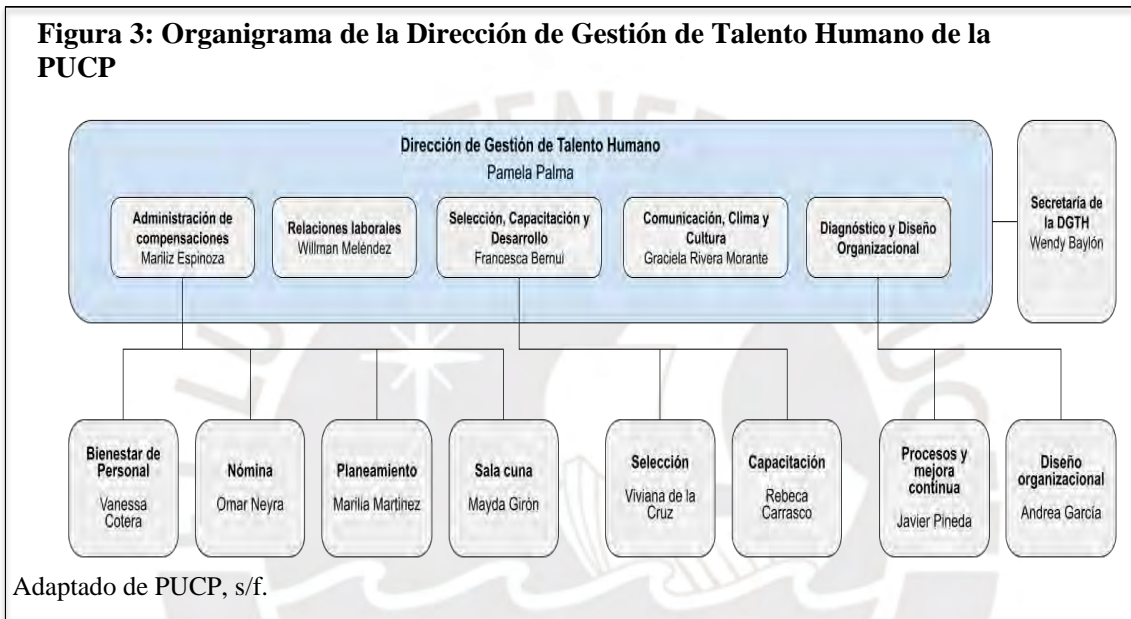 Figura 3: Organigrama de la Dirección de Gestión de Talento Humano de la
PUCP
Dirección de Gestión de Talento Humano
Pamela Palma
Administración de
compensaciones
Mariliz Espinoza
Relaciones laborales
Willman Meléndez
Selección, Capacitación y
Desarrollo
Francesca Bernui
Comunicación, Clima y
Cultura
Graciela Rivera Morante
Diagnóstico y Diseño
Organizacional
Secretaría de
la DGTH
Wendy Baylón
Bienestar de
Personal
Vanessa
Cotera
Nómina
Omar Neyra
Planeamiento
Marilia Martinez
Sala cuna
Mayda Girón
Selección
Viviana de la
Cruz
Capacitación
Rebeca
Carrasco
Procesos y
mejora
continua
Javier Pineda
Diseño
organizacional
Andrea García
Adaptado de PUCP, s/f.